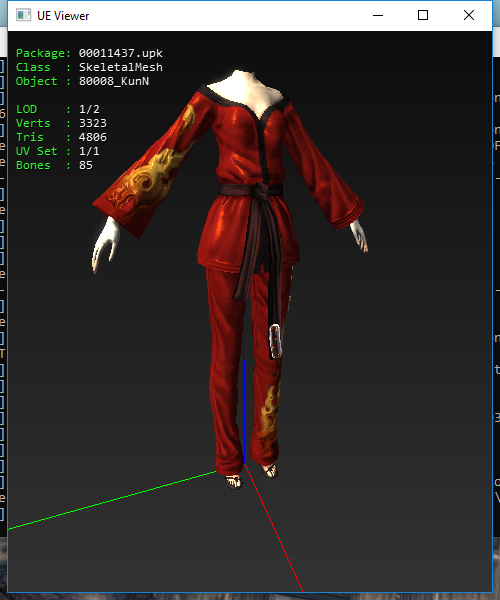 UE Viewer
Package: 00011437.upk
Class : SkeletalMesh
Object : 80008_KunN
LOD : 1/2
Verts : 3323
Tris : 4806
UV Set : 1/1
Bones : 85